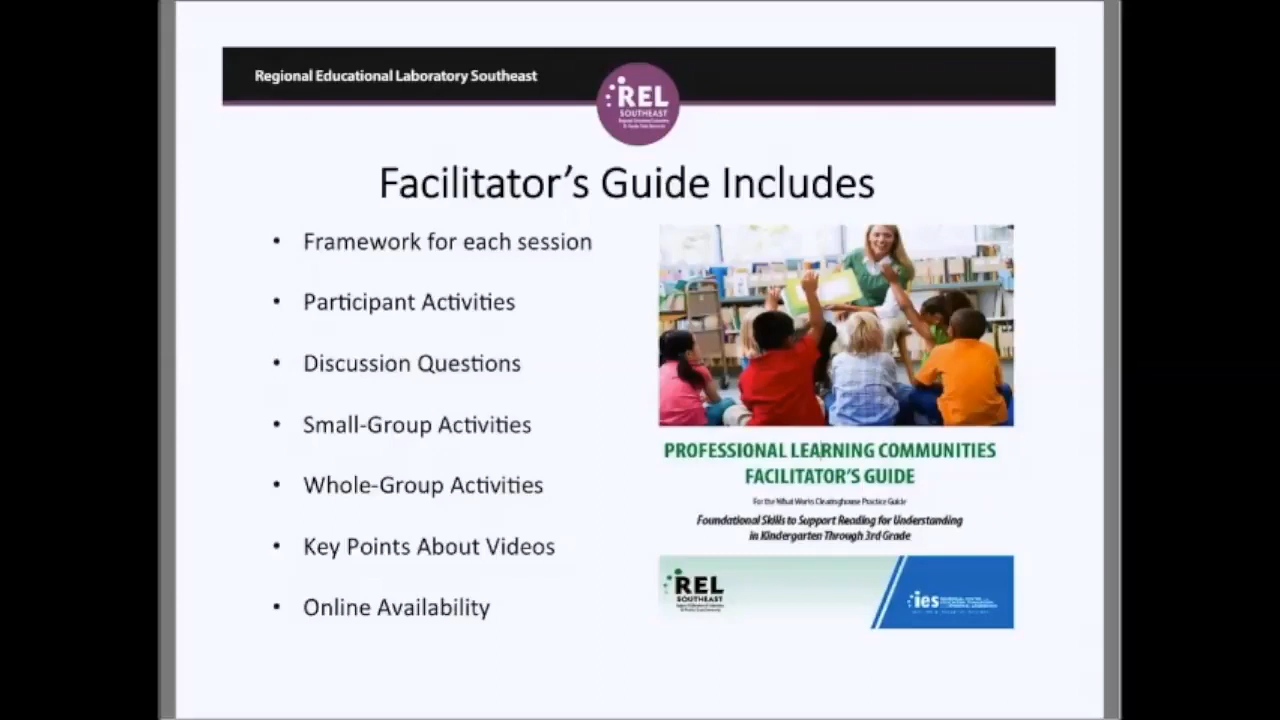 Regional Educational Laboratory Southeast
REL
SOUTHEAST
Facilitator's Guide Includes
• Framework for each session
• Participant Activities
• Discussion Questions
• Small-Group Activities
• Whole-Group Activities
• Key Points About Videos
• Online Availability
PROFESSIONAL LEARNING COMMUNITIES
FACILITATOR'S GUIDE
For the What Works Clearinghouse Practice Guide
Foundational Skills to Support Reading for Understanding
in Kindergarten Through 3rd Grade
REL
SOUTHEAST
ies